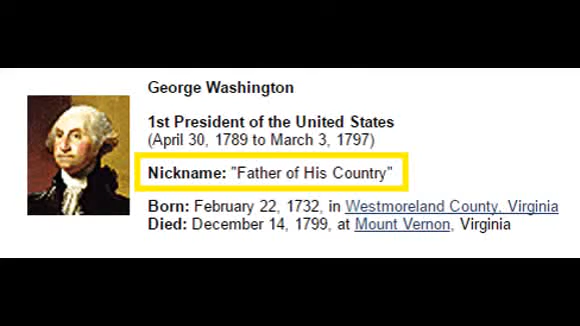 George Washington
1st President of the United States
(April 30, 1789 to March 3, 1797)
Nickname: "Father of His Country"
Born: February 22, 1732, in Westmoreland County, Virginia
Died: December 14, 1799, at Mount Vernon, Virginia